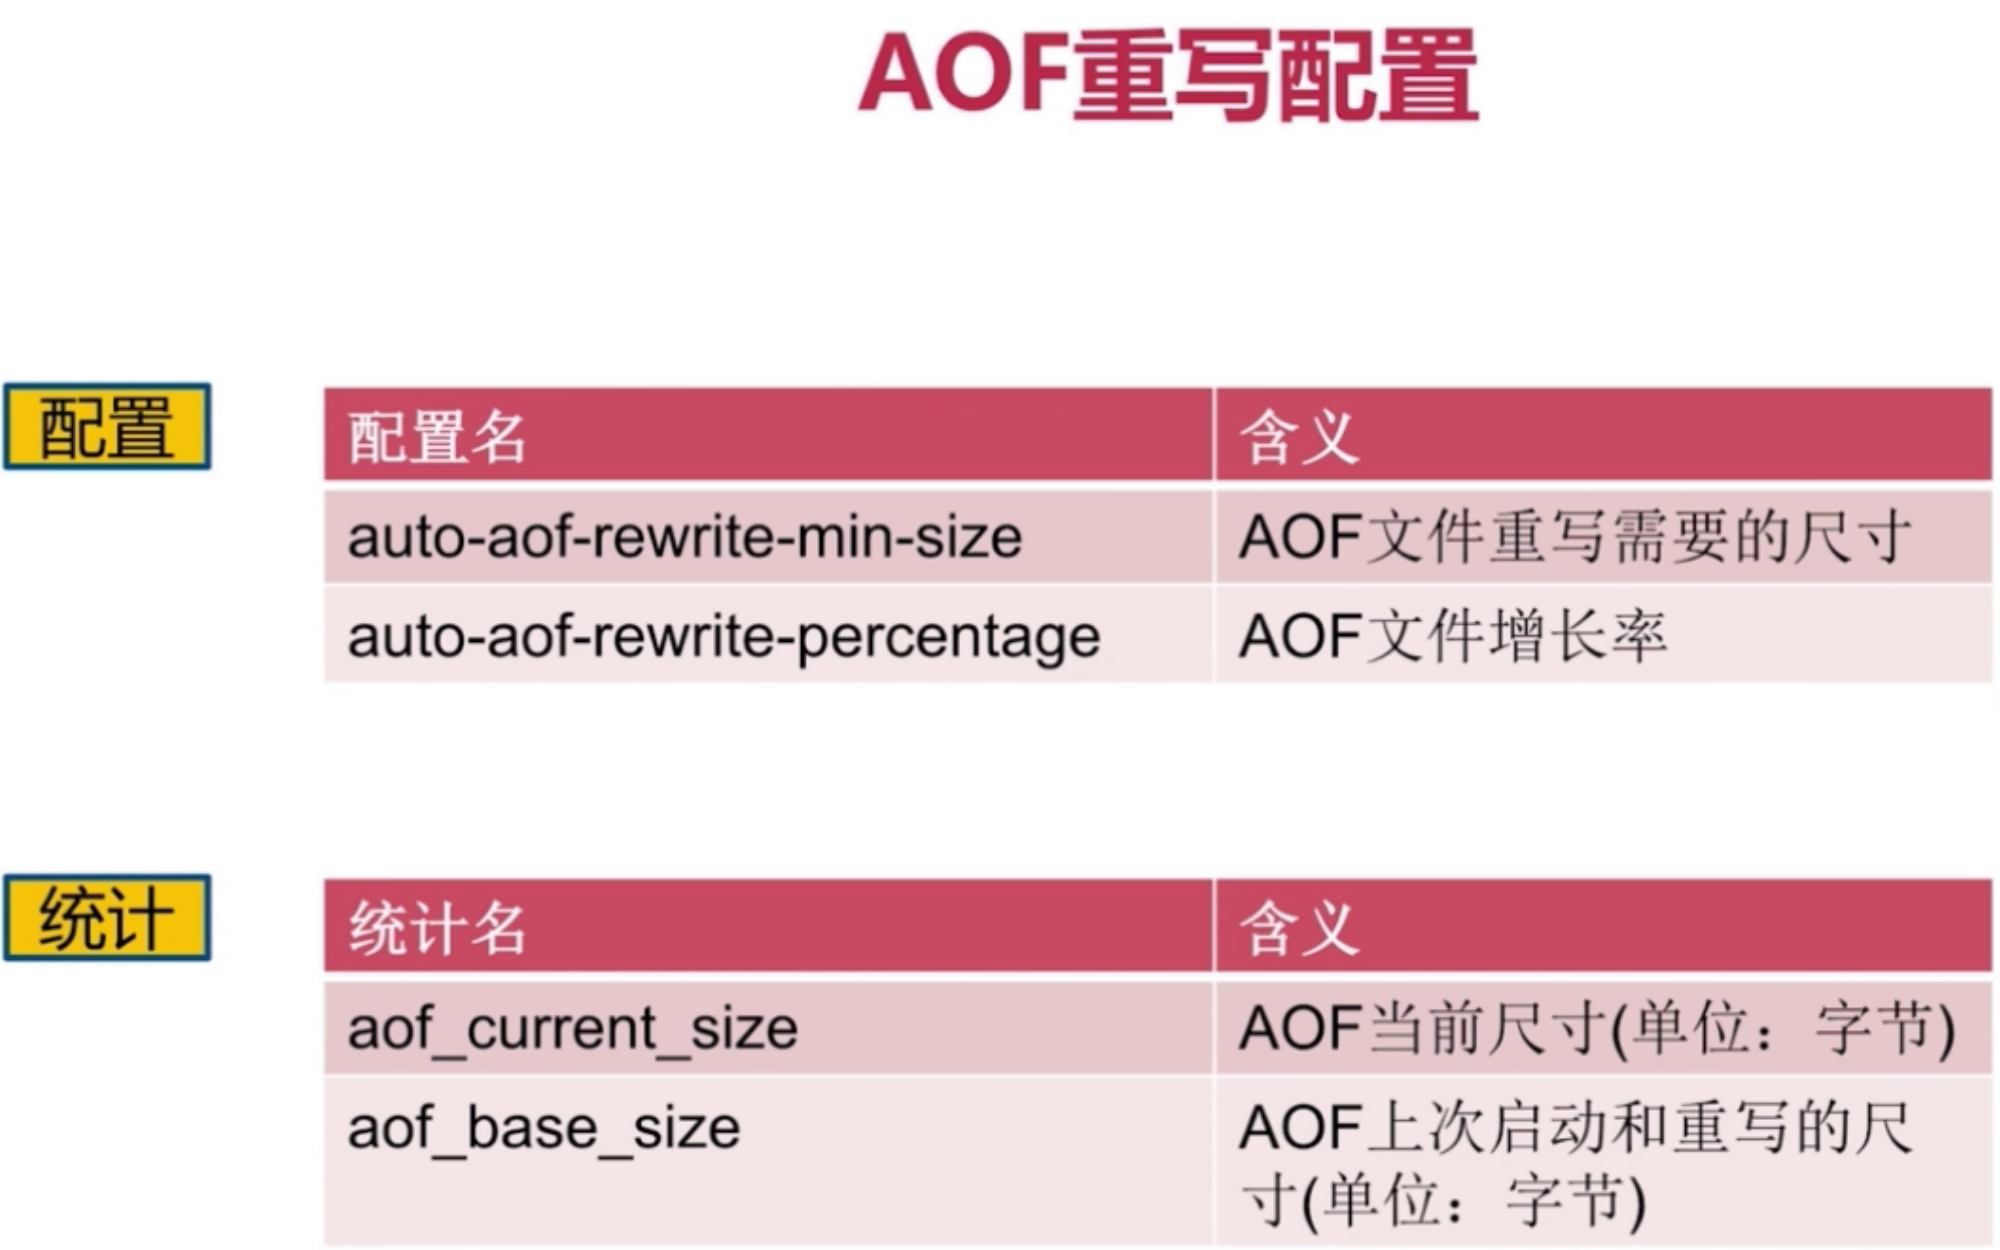 AOF重写配置
配置
配置名 含义
auto-aof-rewrite-min-size AOF文件重写需要的尺寸
auto-aof-rewrite-percentage AOF文件增长率
统计
统计名 含义
aof_current_size AOF当前尺寸(单位：字节)
aof_base_size AOF上次启动和重写的尺
寸(单位：字节)